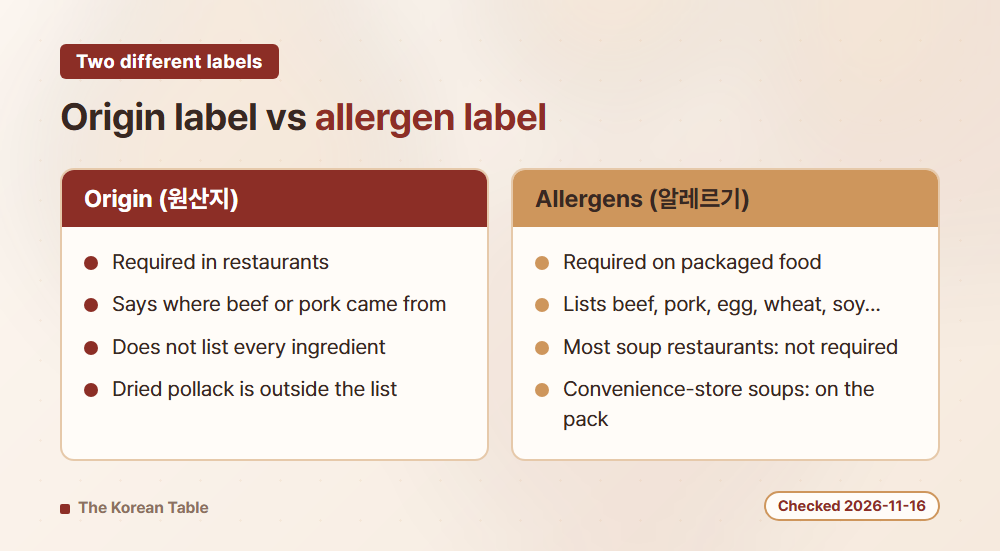 Two different labels
Origin label vs allergen label
Origin (원산지)
Required in restaurants
Says where beef or pork came from
Does not list every ingredient
Dried pollack is outside the list
Allergens (알레르기)
Required on packaged food
Lists beef, pork, egg, wheat, soy...
Most soup restaurants: not required
Convenience-store soups: on the
pack
The Korean Table
Checked 2026-11-16